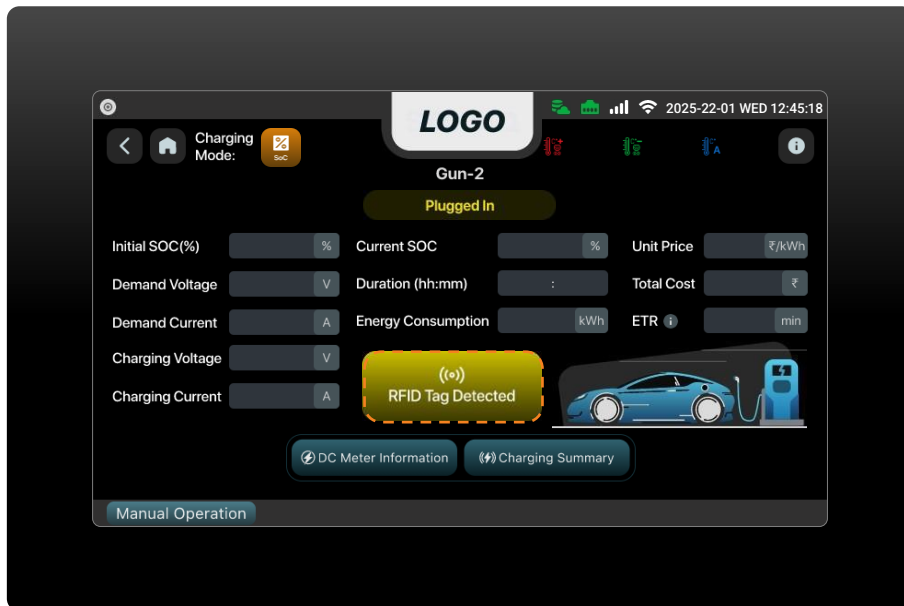 LOGO
2025-22-01 WED 12:45:18
Charging
Mode:
SoC
A
Gun-2
Plugged In
Initial SOC(%) %
Current SOC %
Unit Price ₹/kWh
Demand Voltage V
Duration (hh:mm) :
Total Cost ₹
Demand Current A
Energy Consumption kWh
ETR i min
Charging Voltage V
Charging Current A
RFID Tag Detected
DC Meter Information
Charging Summary
Manual Operation